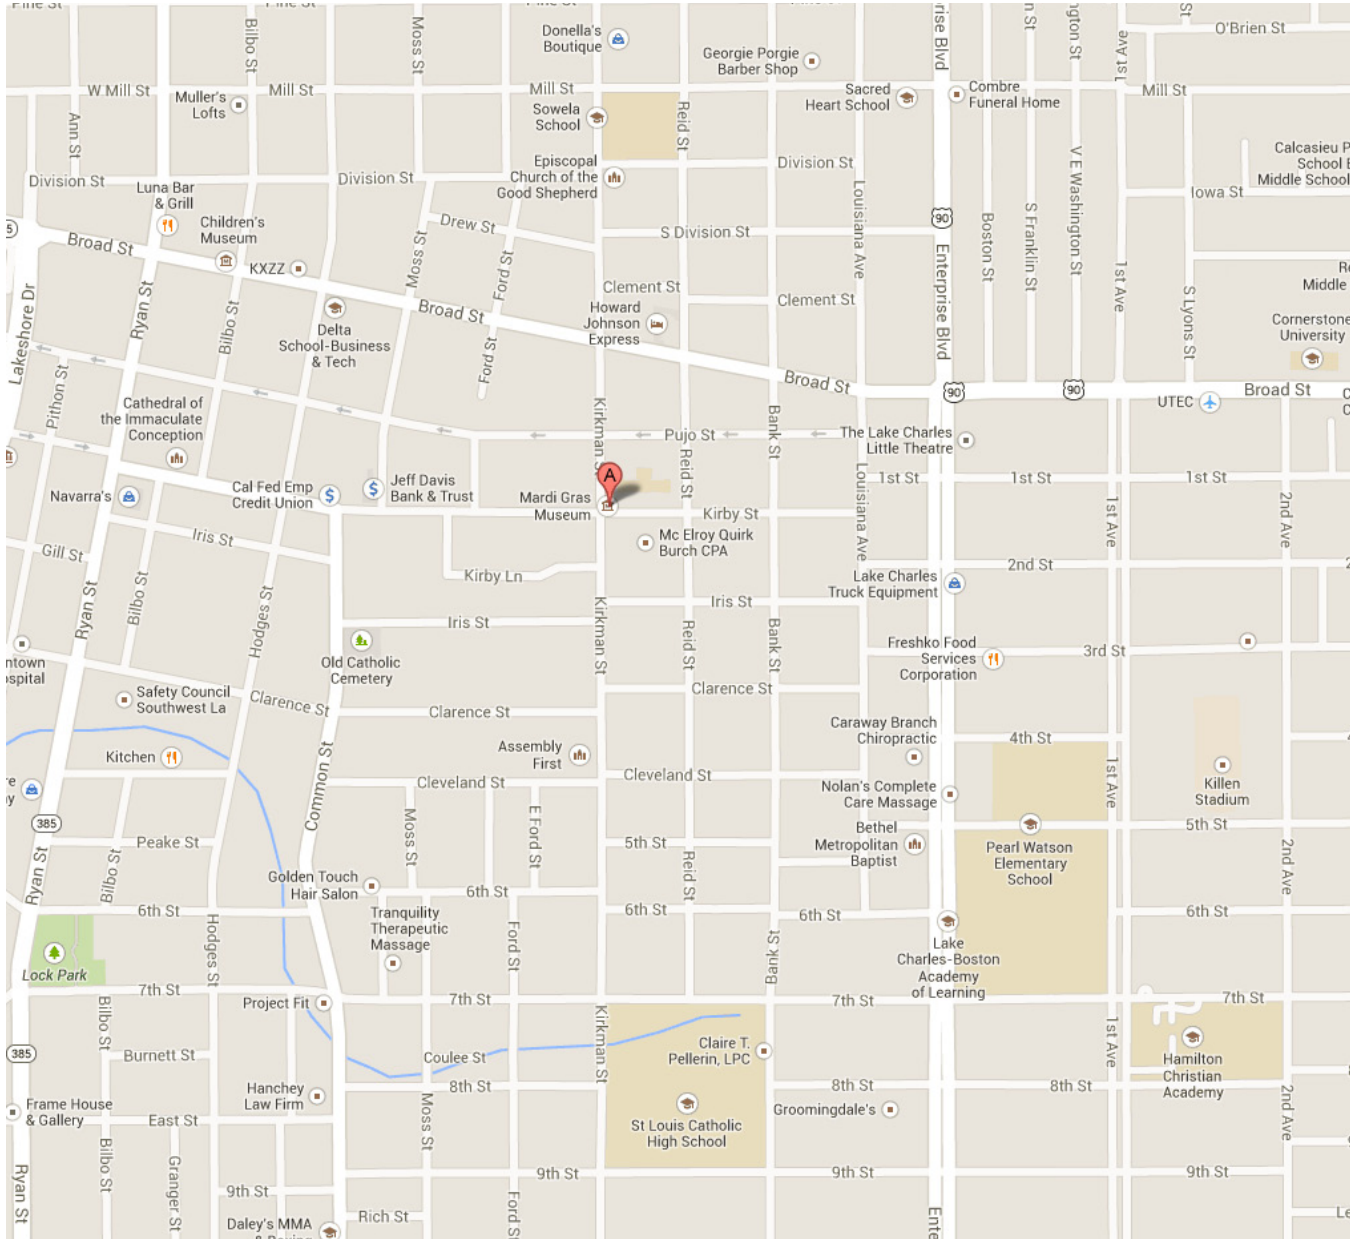 Pine St
Pine St
Pine St
Bilbo St
Moss St
Donella's
Boutique
Georgie Porgie
Barber Shop
Enterprise Blvd
1st Ave
O'Brien St
W Mill St
Mill St
Mill St
Mill St
Muller's
Lofts
Sowela
School
Reid St
Sacred
Heart School
Combre
Funeral Home
Ann St
Division St
Division St
Division St
Episcopal
Church of the
Good Shepherd
V E Washington St
Calcasieu P
School B
Middle School
Iowa St
Luna Bar
& Grill
Children's
Museum
Drew St
S Division St
Louisiana Ave
90
Boston St
S Franklin St
Broad St
KXZZ
Moss St
Ford St
Clement St
Clement St
Enterprise Blvd
1st Ave
S Lyons St
Re
Middle
Lakeshore Dr
Ryan St
Bilbo St
Delta
School-Business
& Tech
Broad St
Howard
Johnson
Express
Cornerstone
University
Ford St
Pithon St
Broad St
90
90
Broad St
UTEC
Cathedral of
the Immaculate
Conception
Kirkman St
Pujo St
Bank St
The Lake Charles
Little Theatre
Reid St
Louisiana Ave
1st St
1st St
1st St
Navarra's
Cal Fed Emp
Credit Union
Jeff Davis
Bank & Trust
A
Mardi Gras
Museum
Kirby St
1st Ave
2nd Ave
Iris St
Gill St
Mc Elroy Quirk
Burch CPA
2nd St
Kirby Ln
Lake Charles
Truck Equipment
Ryan St
Bilbo St
Hodges St
Iris St
Iris St
Kirkman St
Reid St
Bank St
Old Catholic
Cemetery
Freshko Food
Services
Corporation
3rd St
ntown
ospital
Safety Council
Southwest La
Clarence St
Clarence St
Clarence St
Caraway Branch
Chiropractic
4th St
Kitchen
Common St
Assembly
First
Cleveland St
Cleveland St
Nolan's Complete
Care Massage
1st Ave
Killen
Stadium
385
Moss St
E Ford St
Peake St
5th St
Bethel
Metropolitan
Baptist
Pearl Watson
Elementary
School
5th St
Ryan St
Bilbo St
Reid St
2nd Ave
Golden Touch
Hair Salon
6th St
6th St
6th St
6th St
6th St
Tranquility
Therapeutic
Massage
Hodges St
Ford St
Bank St
Lake
Charles-Boston
Academy
of Learning
Lock Park
7th St
Project Fit
7th St
7th St
7th St
Bilbo St
Kirkman St
1st Ave
385
Burnett St
Coulee St
Claire T.
Pellerin, LPC
Hamilton
Christian
Academy
Hanchey
Law Firm
8th St
8th St
8th St
Frame House
& Gallery
East St
Moss St
St Louis Catholic
High School
Groomingdale's
2nd Ave
Bilbo St
Granger St
Ryan St
9th St
9th St
9th St
9th St
Ford St
Rich St
Daley's MMA
Ente
Le